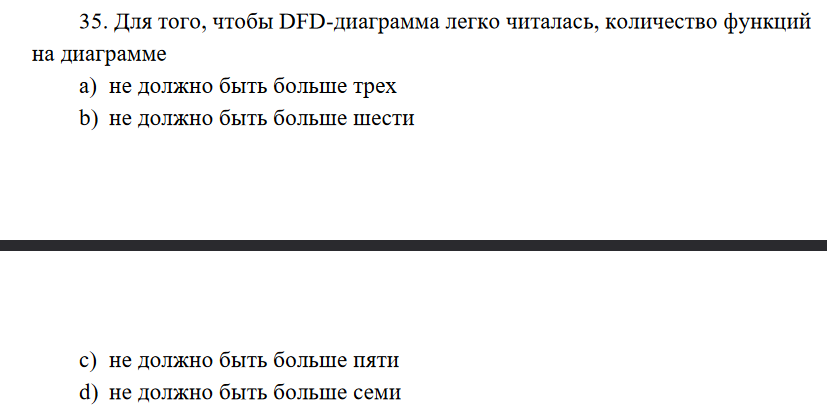 35. Для того, чтобы DFD-диаграмма легко читалась, количество функций
на диаграмме
a) не должно быть больше трех
b) не должно быть больше шести
c) не должно быть больше пяти
d) не должно быть больше семи